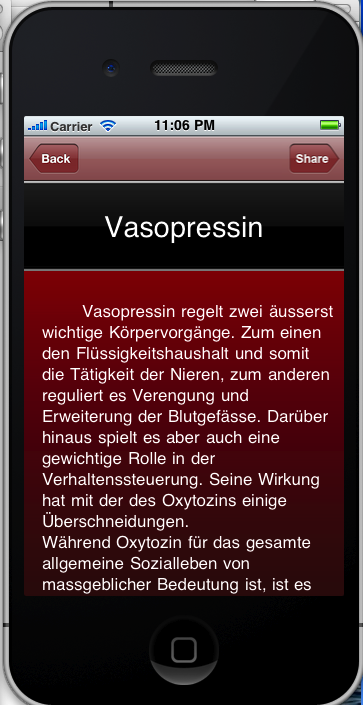 Carrier 11:06 PM
Back Share
Vasopressin
Vasopressin regelt zwei äusserst
wichtige Körpervorgänge. Zum einen
den Flüssigkeitshaushalt und somit
die Tätigkeit der Nieren, zum anderen
reguliert es Verengung und
Erweiterung der Blutgefässe. Darüber
hinaus spielt es aber auch eine
gewichtige Rolle in der
Verhaltenssteuerung. Seine Wirkung
hat mit der des Oxytozins einige
Überschneidungen.
Während Oxytozin für das gesamte
allgemeine Sozialleben von
massgeblicher Bedeutung ist, ist es